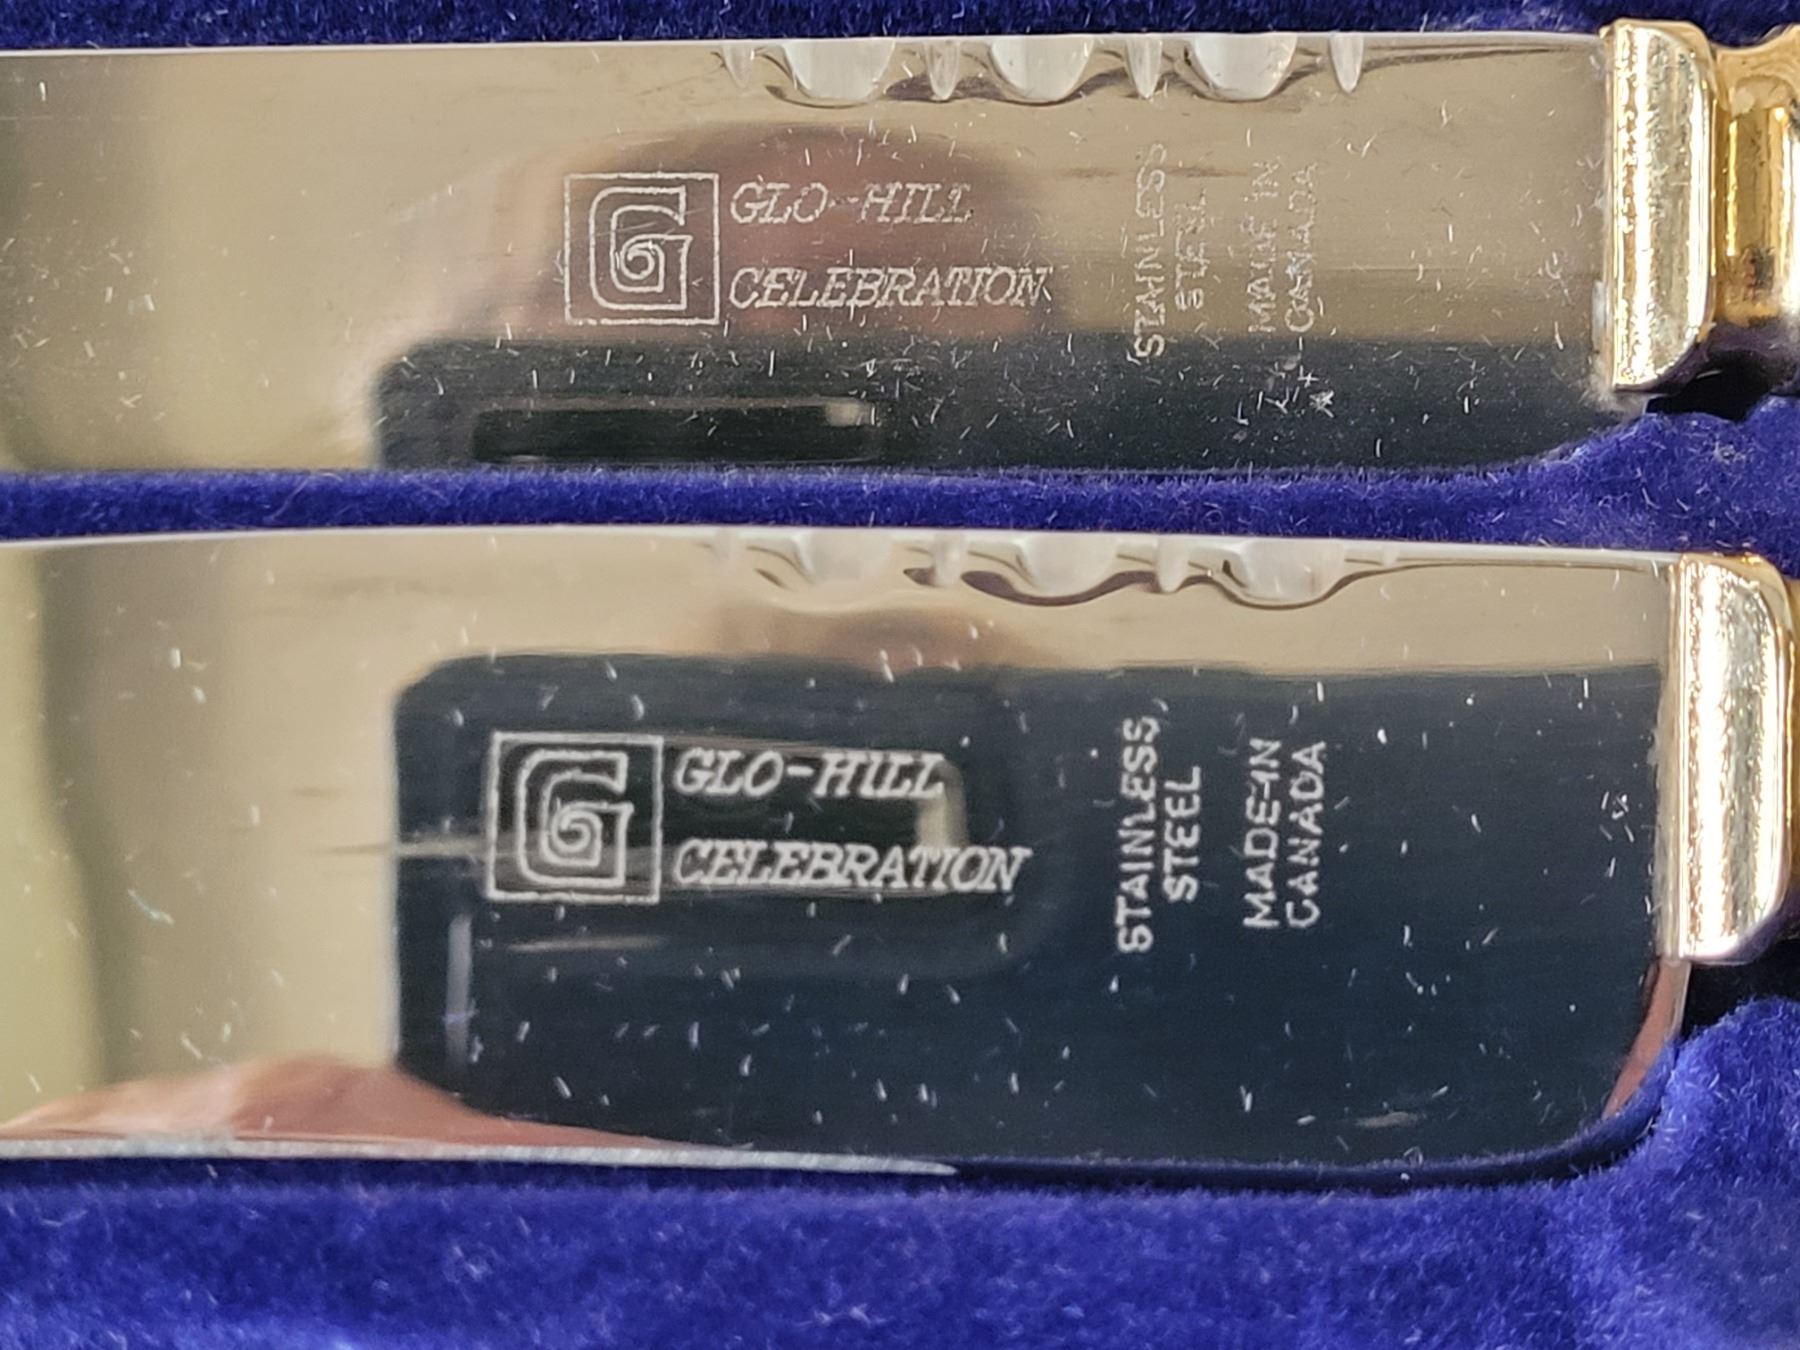 G
GLO-HILL
CELEBRATION
STAINLESS
STEEL
MADE IN
CANADA
G
GLO-HILL
CELEBRATION
STAINLESS
STEEL
MADE IN
CANADA